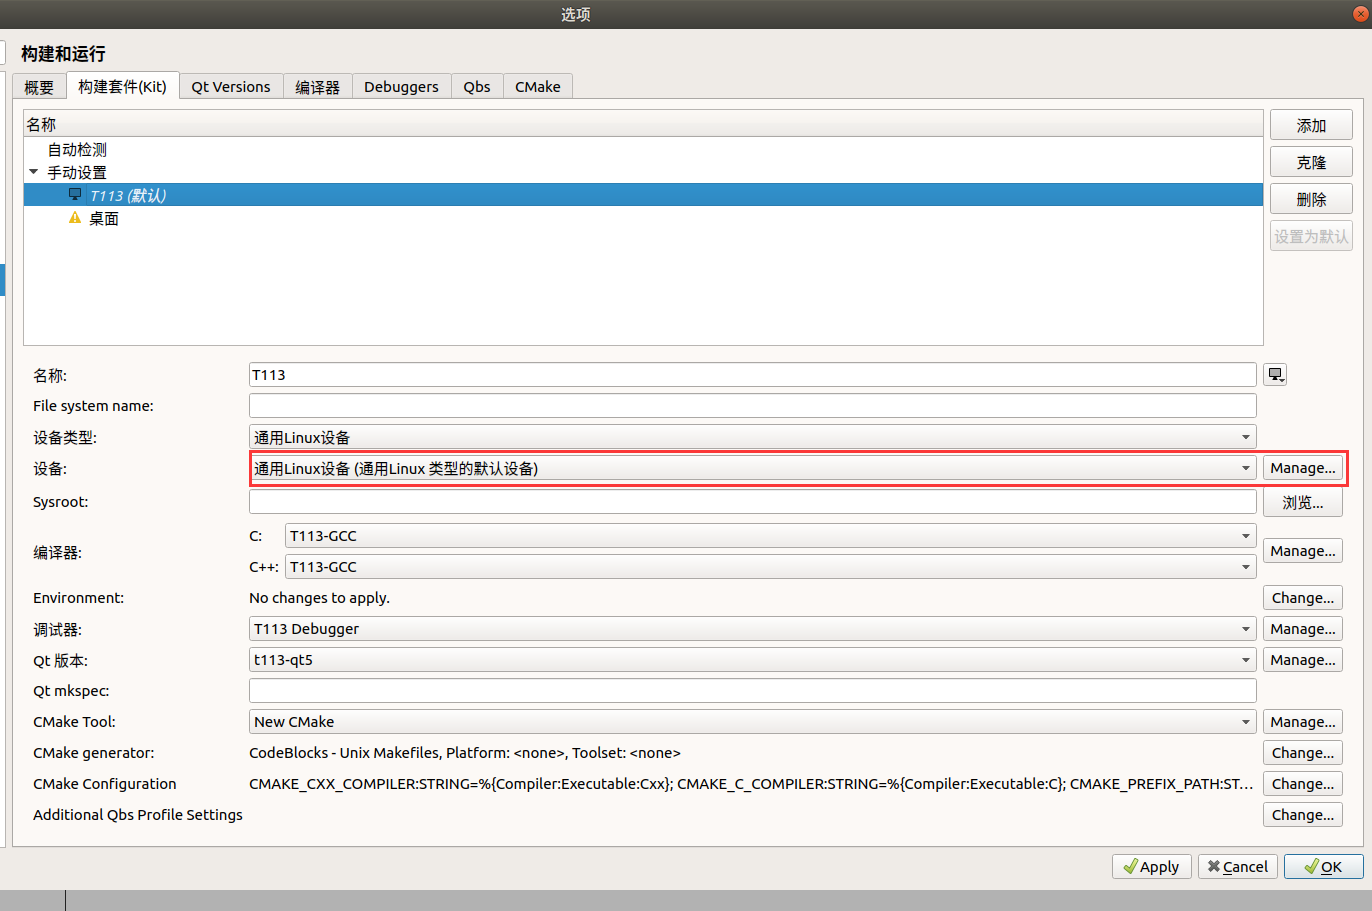 选项
构建和运行
概要 构建套件(Kit) Qt Versions 编译器 Debuggers Qbs CMake
名称
添加
自动检测
克隆
手动设置
T113 (默认)
删除
桌面
设置为默认
名称: T113
File system name:
设备类型: 通用Linux设备
设备: 通用Linux设备 (通用Linux 类型的默认设备) Manage...
Sysroot: 浏览...
编译器: C: T113-GCC
C++: T113-GCC Manage...
Environment: No changes to apply. Change...
调试器: T113 Debugger Manage...
Qt 版本: t113-qt5 Manage...
Qt mkspec:
CMake Tool: New CMake Manage...
CMake generator: CodeBlocks - Unix Makefiles, Platform: <none>, Toolset: <none> Change...
CMake Configuration CMAKE_CXX_COMPILER:STRING=%{Compiler:Executable:Cxx}; CMAKE_C_COMPILER:STRING=%{Compiler:Executable:C}; CMAKE_PREFIX_PATH:ST... Change...
Additional Qbs Profile Settings Change...
Apply Cancel OK